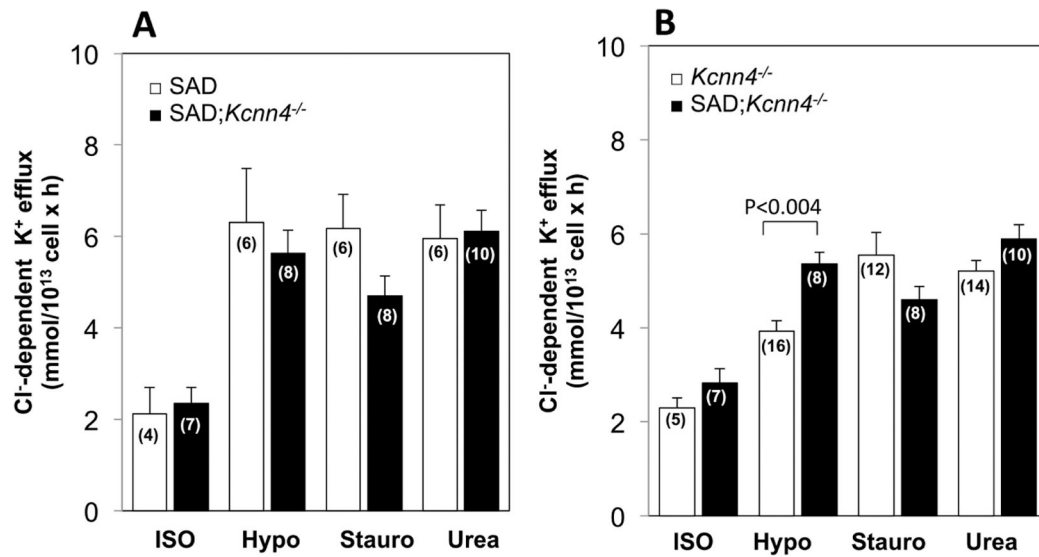 A
Cl⁻-dependent K⁺ efflux
(mmol/10¹³ cell x h)
10
8
6
4
2
0
SAD
SAD;Kcnn4⁻/⁻
(4)
(7)
(6)
(8)
(6)
(8)
(6)
(10)
ISO Hypo Stauro Urea
B
Cl⁻-dependent K⁺ efflux
(mmol/10¹³ cell x h)
10
8
6
4
2
0
Kcnn4⁻/⁻
SAD;Kcnn4⁻/⁻
P<0.004
(5)
(7)
(16)
(8)
(12)
(8)
(14)
(10)
ISO Hypo Stauro Urea